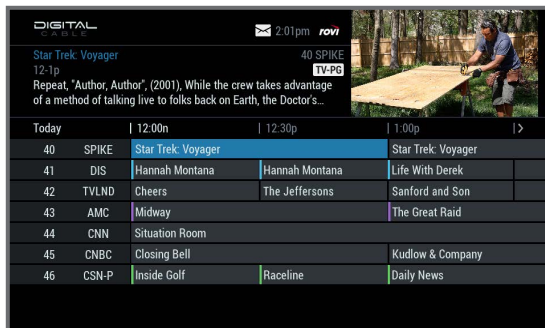 DIGITAL
CABLE
2:01pm rovi
Star Trek: Voyager 40 SPIKE
12-1p TV-PG
Repeat, "Author, Author", (2001), While the crew takes advantage
of a method of talking live to folks back on Earth, the Doctor's...
Today 12:00n 12:30p 1:00p
40 SPIKE Star Trek: Voyager Star Trek: Voyager
41 DIS Hannah Montana Hannah Montana Life With Derek
42 TVLND Cheers The Jeffersons Sanford and Son
43 AMC Midway The Great Raid
44 CNN Situation Room
45 CNBC Closing Bell Kudlow & Company
46 CSN-P Inside Golf Raceline Daily News